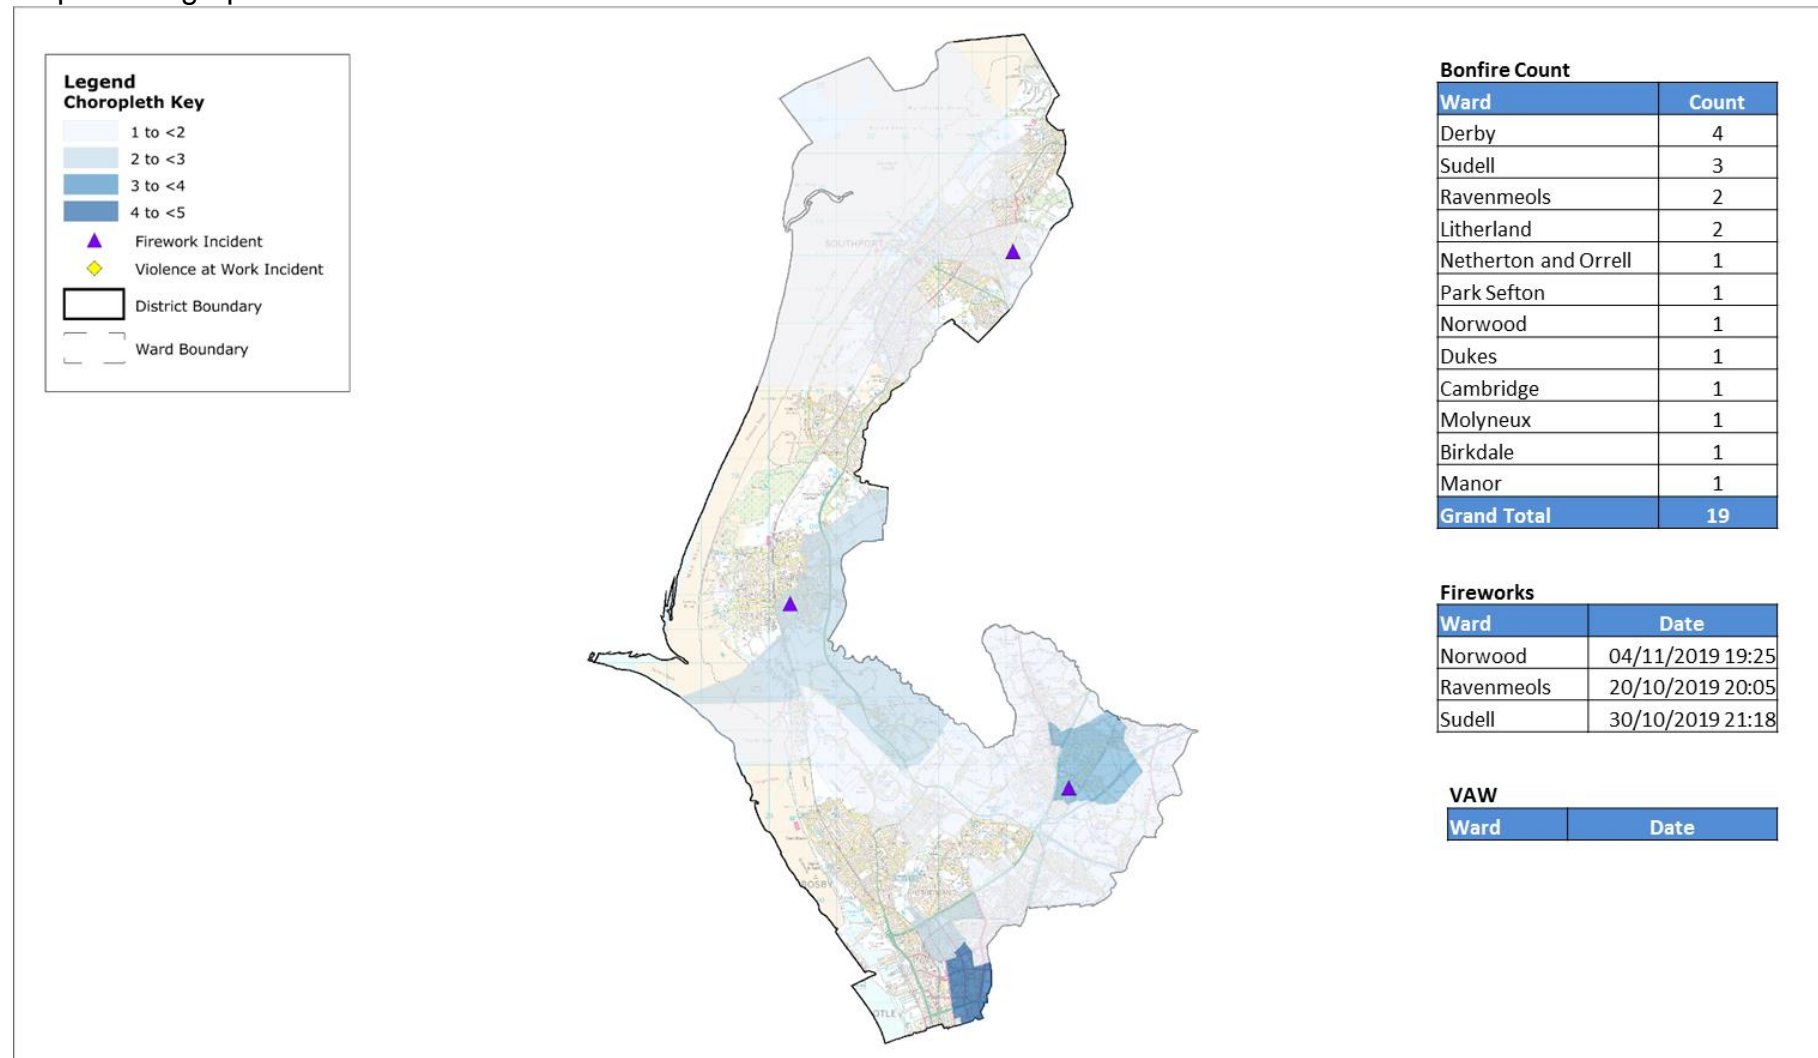 Legend
Choropleth Key
1 to <2
2 to <3
3 to <4
4 to <5
Firework Incident
Violence at Work Incident
District Boundary
Ward Boundary
SOUTHPORT
ROSBY
OTLE
Bonfire Count
Ward Count
Derby 4
Sudell 3
Ravenmeols 2
Litherland 2
Netherton and Orrell 1
Park Sefton 1
Norwood 1
Dukes 1
Cambridge 1
Molyneux 1
Birkdale 1
Manor 1
Grand Total 19
Fireworks
Ward Date
Norwood 04/11/2019 19:25
Ravenmeols 20/10/2019 20:05
Sudell 30/10/2019 21:18
VAW
Ward Date